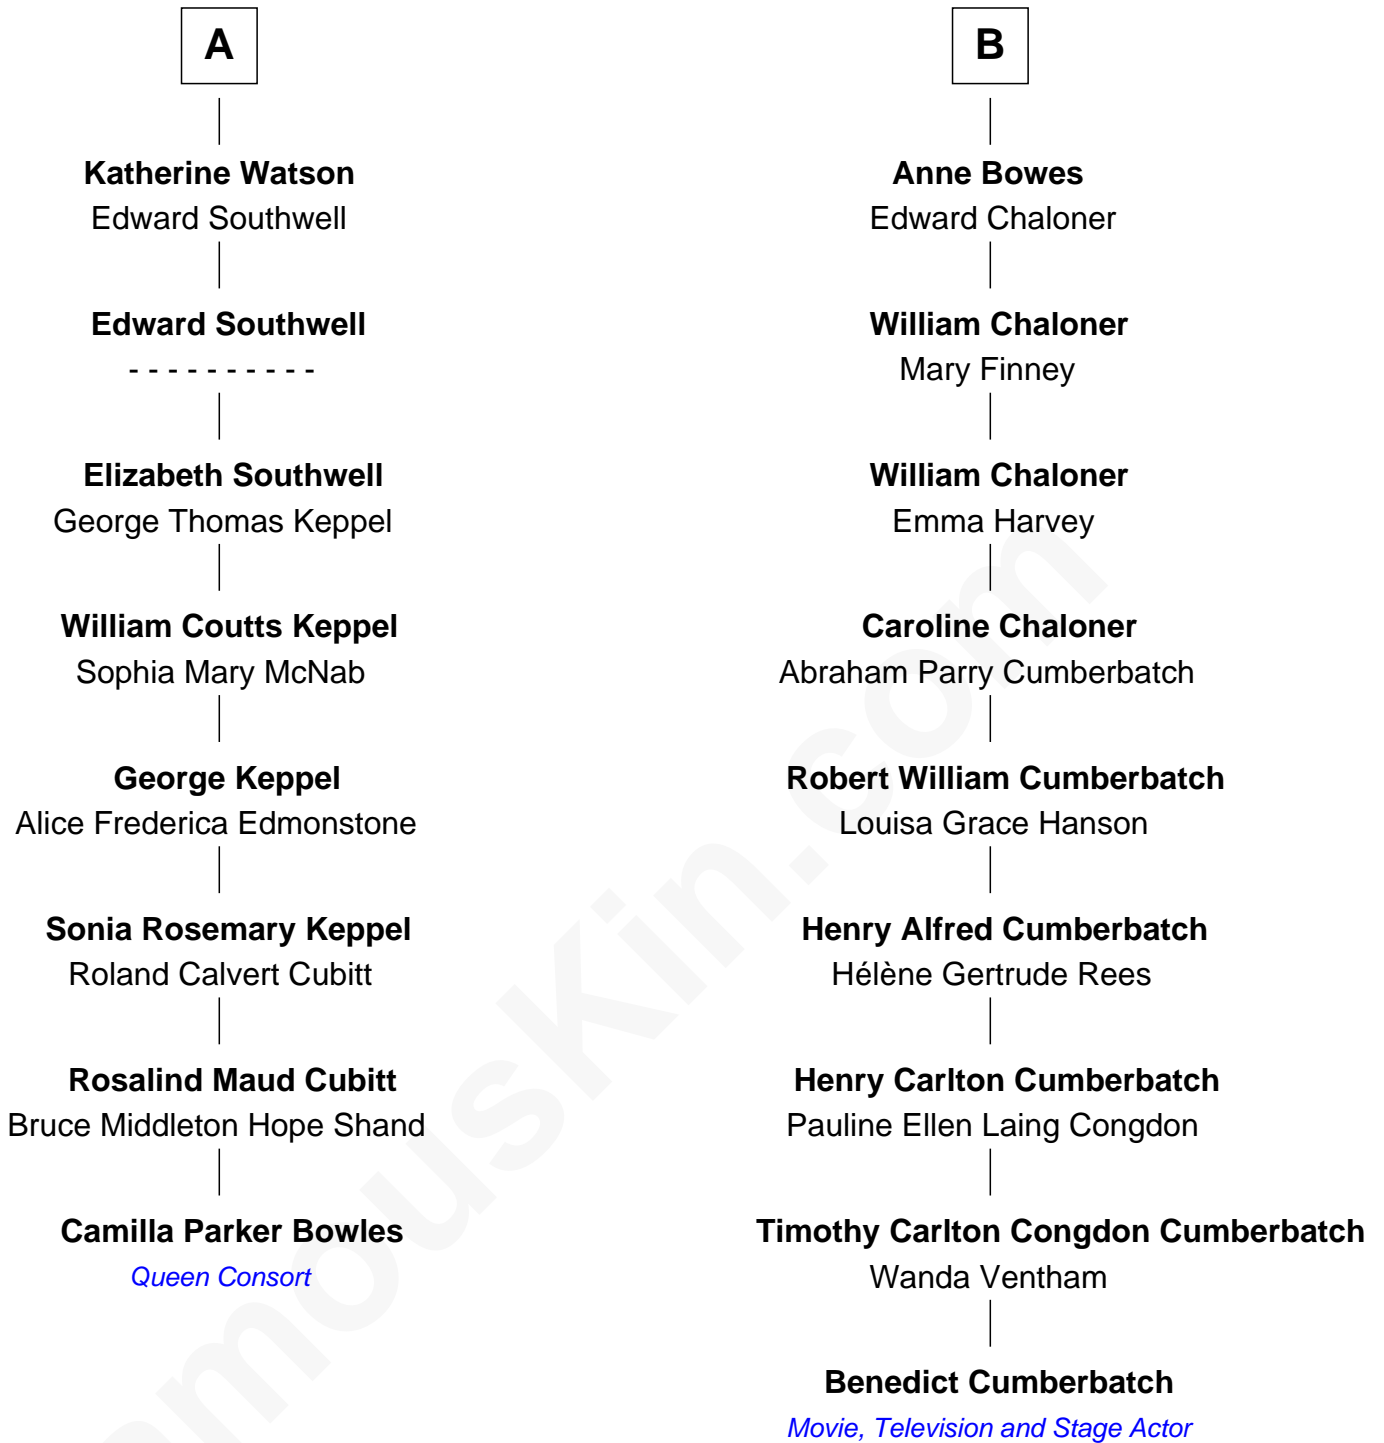 A
Katherine Watson
Edward Southwell
Edward Southwell
- - - - - - - - - -
Elizabeth Southwell
George Thomas Keppel
William Coutts Keppel
Sophia Mary McNab
George Keppel
Alice Frederica Edmonstone
Sonia Rosemary Keppel
Roland Calvert Cubitt
Rosalind Maud Cubitt
Bruce Middleton Hope Shand
Camilla Parker Bowles
Queen Consort
B
Anne Bowes
Edward Chaloner
William Chaloner
Mary Finney
William Chaloner
Emma Harvey
Caroline Chaloner
Abraham Parry Cumberbatch
Robert William Cumberbatch
Louisa Grace Hanson
Henry Alfred Cumberbatch
Hélène Gertrude Rees
Henry Carlton Cumberbatch
Pauline Ellen Laing Congdon
Timothy Carlton Congdon Cumberbatch
Wanda Ventham
Benedict Cumberbatch
Movie, Television and Stage Actor
amousKin.com